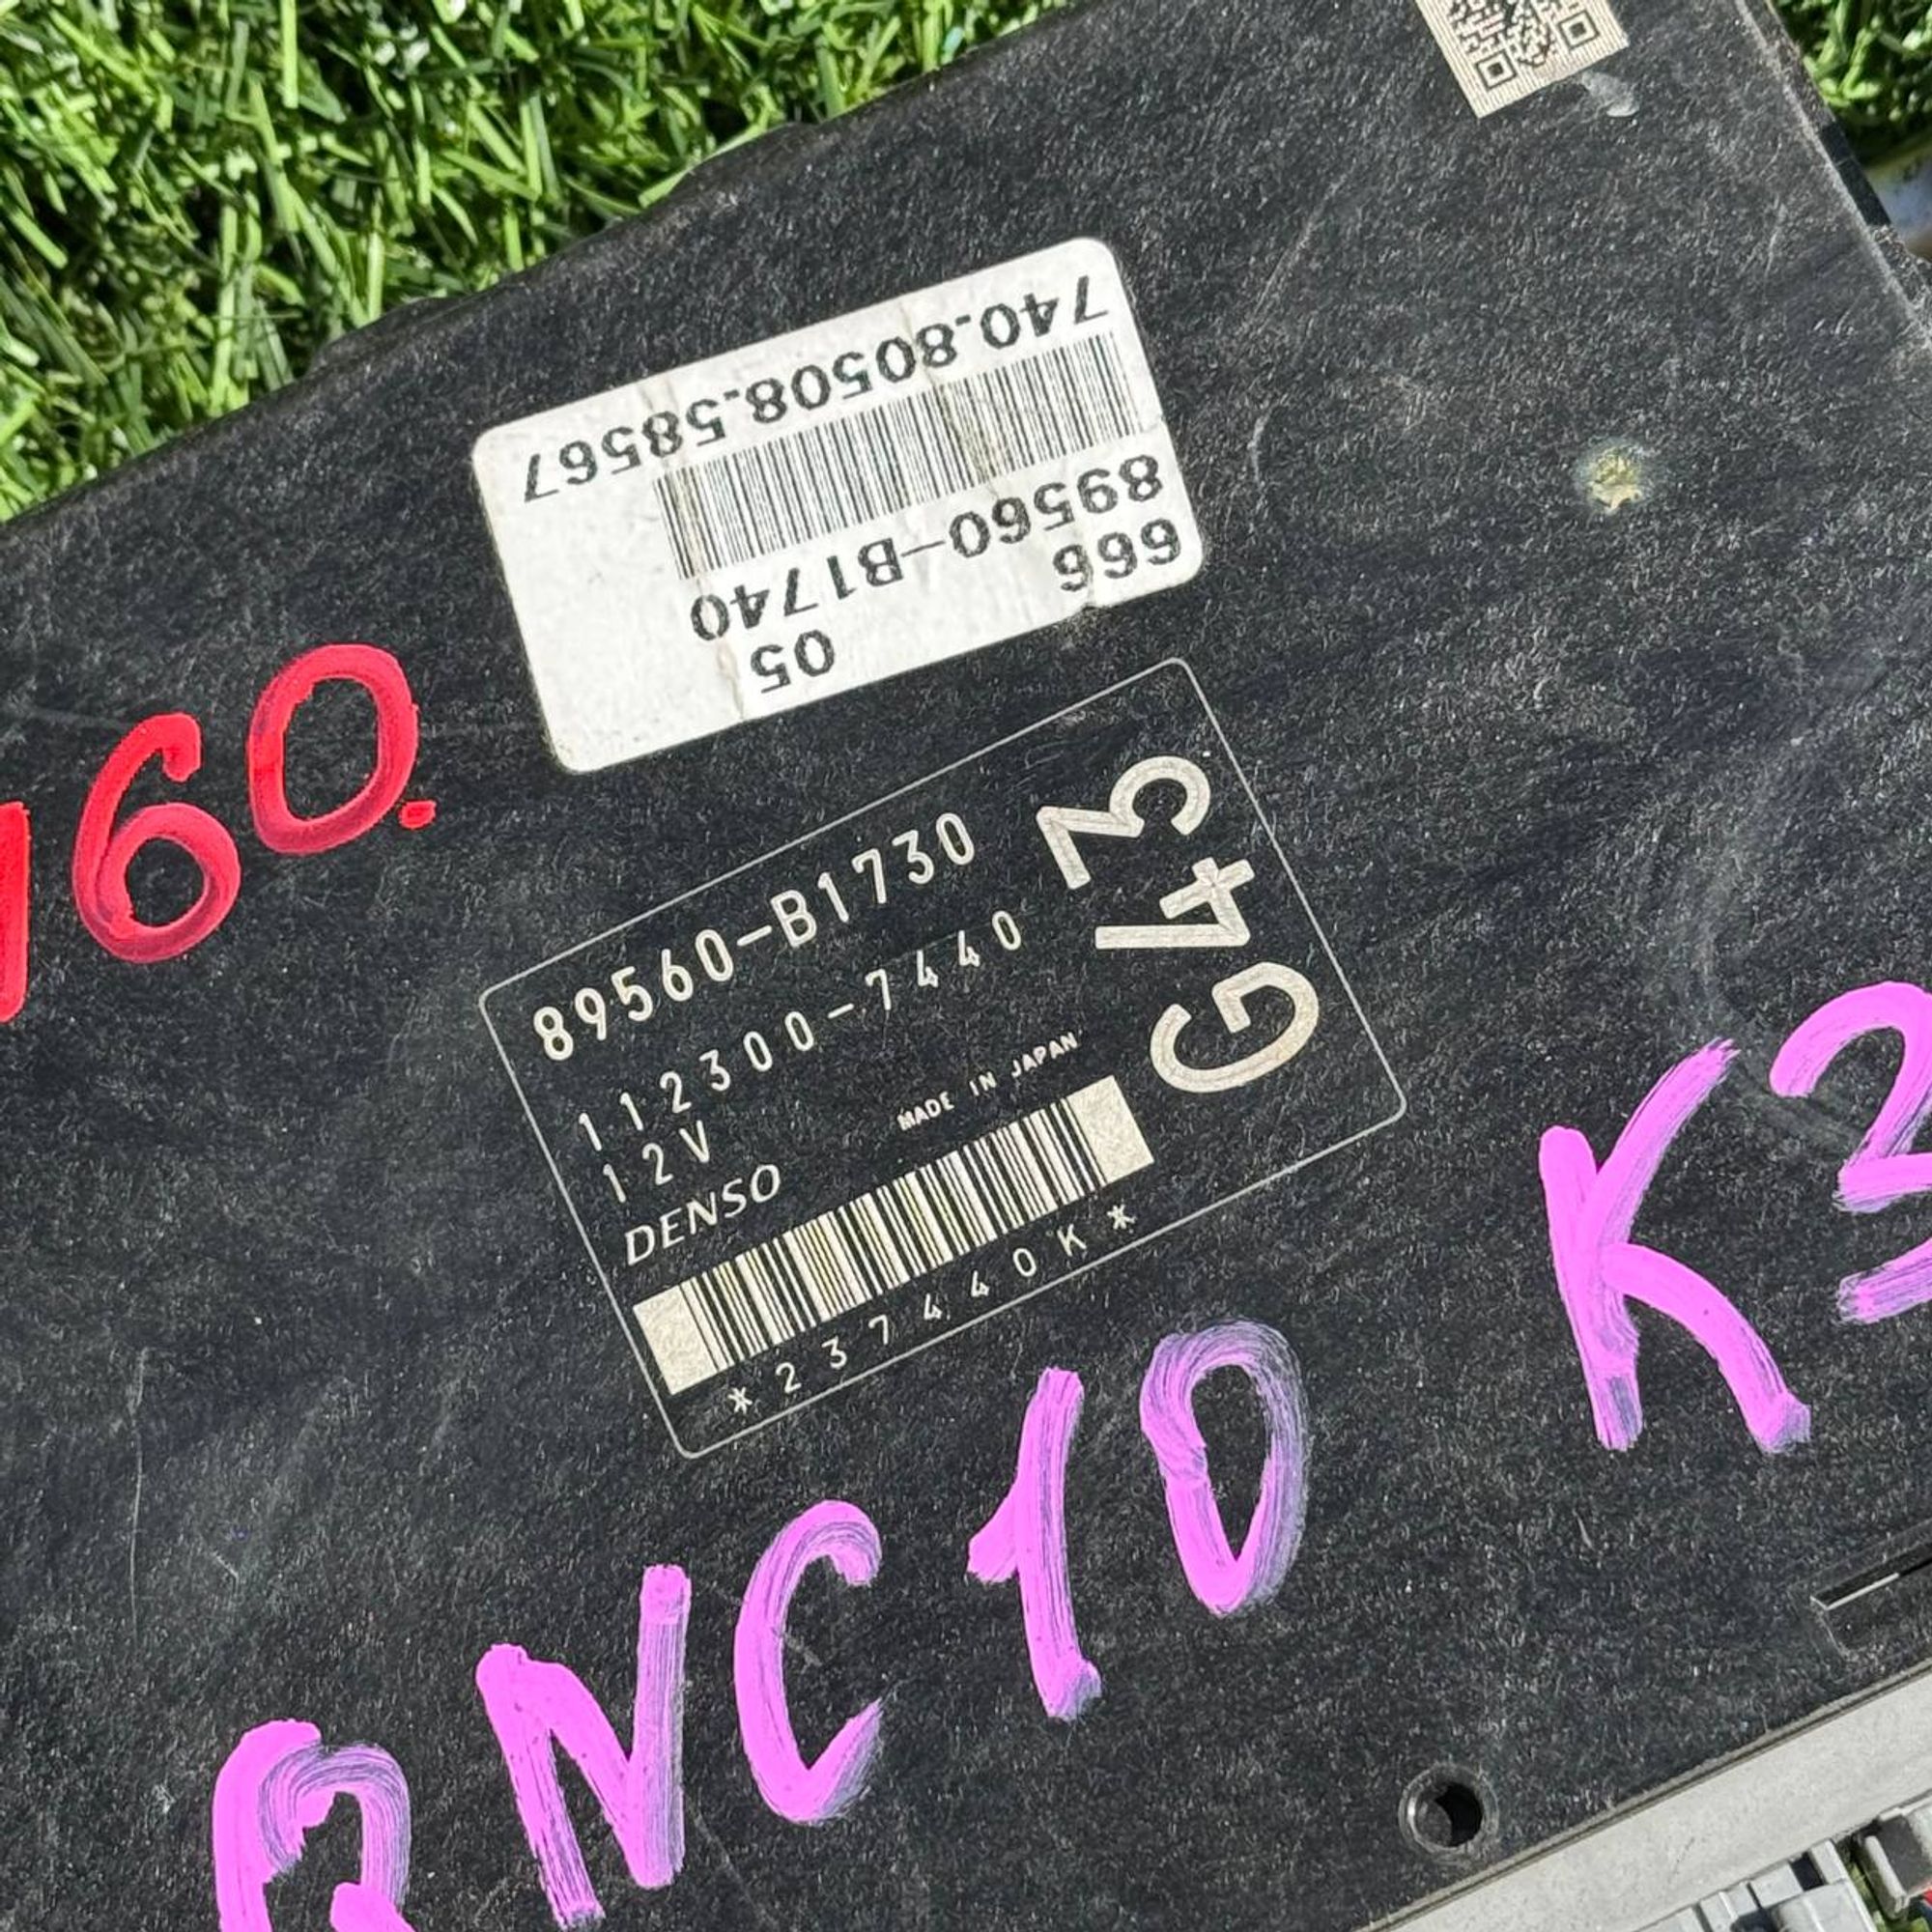 740.80508.58567
89560-B1740
666 05
160.
89560-B1730
112300-7440
12V
MADE IN JAPAN
DENSO
*237440K*
G43
K3
QNC10